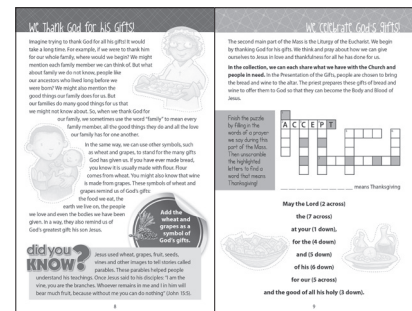 We Thank God for his Gifts!
Imagine trying to thank God for all his gifts! It would
take a long time. For example, if we were to thank him
for our whole family, where would we begin? We might
mention each family member we can think of. But what
about family we do not know, people like
our ancestors who lived long before we
were born? We might also mention the
good things our family does for us. But
our families do many good things for us that
we might not know about. So, when we thank God for
our family, we sometimes use the word "family" to mean every
family member, all the good things they do and all the love
our family has for one another.
In the same way, we can use other symbols, such
as wheat and grapes, to stand for the many gifts
God has given us. If you have ever made bread,
you know it is usually made with flour. Flour
comes from wheat. You might also know that wine
is made from grapes. These symbols of wheat and
grapes remind us of God's gifts:
the food we eat, the
earth we live on, the people
we love and even the bodies we have been
given. In a way, they also remind us of
God's greatest gift: his son Jesus.
Add the
wheat and
grapes as a
symbol of
God's gifts.
did you
KNOW?
Jesus used wheat, grapes, fruit, seeds,
vines and other images to tell stories called
parables. These parables helped people
understand his teachings. Once Jesus said to his disciples: "I am the
vine, you are the branches. Whoever remains in me and I in him will
bear much fruit, because without me you can do nothing" (John 15:5).
8
We Celebrate God's Gifts!
The second main part of the Mass is the Liturgy of the Eucharist. We begin
by thanking God for his gifts. We think and pray about how we can give
ourselves to Jesus in love and thankfulness for all he has done for us.
In the collection, we can each share what we have with the Church and
people in need. In the Presentation of the Gifts, people are chosen to bring
the bread and wine to the altar. The priest prepares these gifts of bread and
wine to offer them to God so that they can become the Body and Blood of
Jesus.
Finish the puzzle
by filling in the
words of a prayer
we say during this
part of the Mass.
Then unscramble
the highlighted
letters to find a
word that means
Thanksgiving!
ACCEPT
means Thanksgiving
May the Lord (2 across)
the (7 across)
at your (1 down),
for the (4 down)
and (5 down)
of his (6 down)
for our (5 across)
and the good of all his holy (3 down).
9